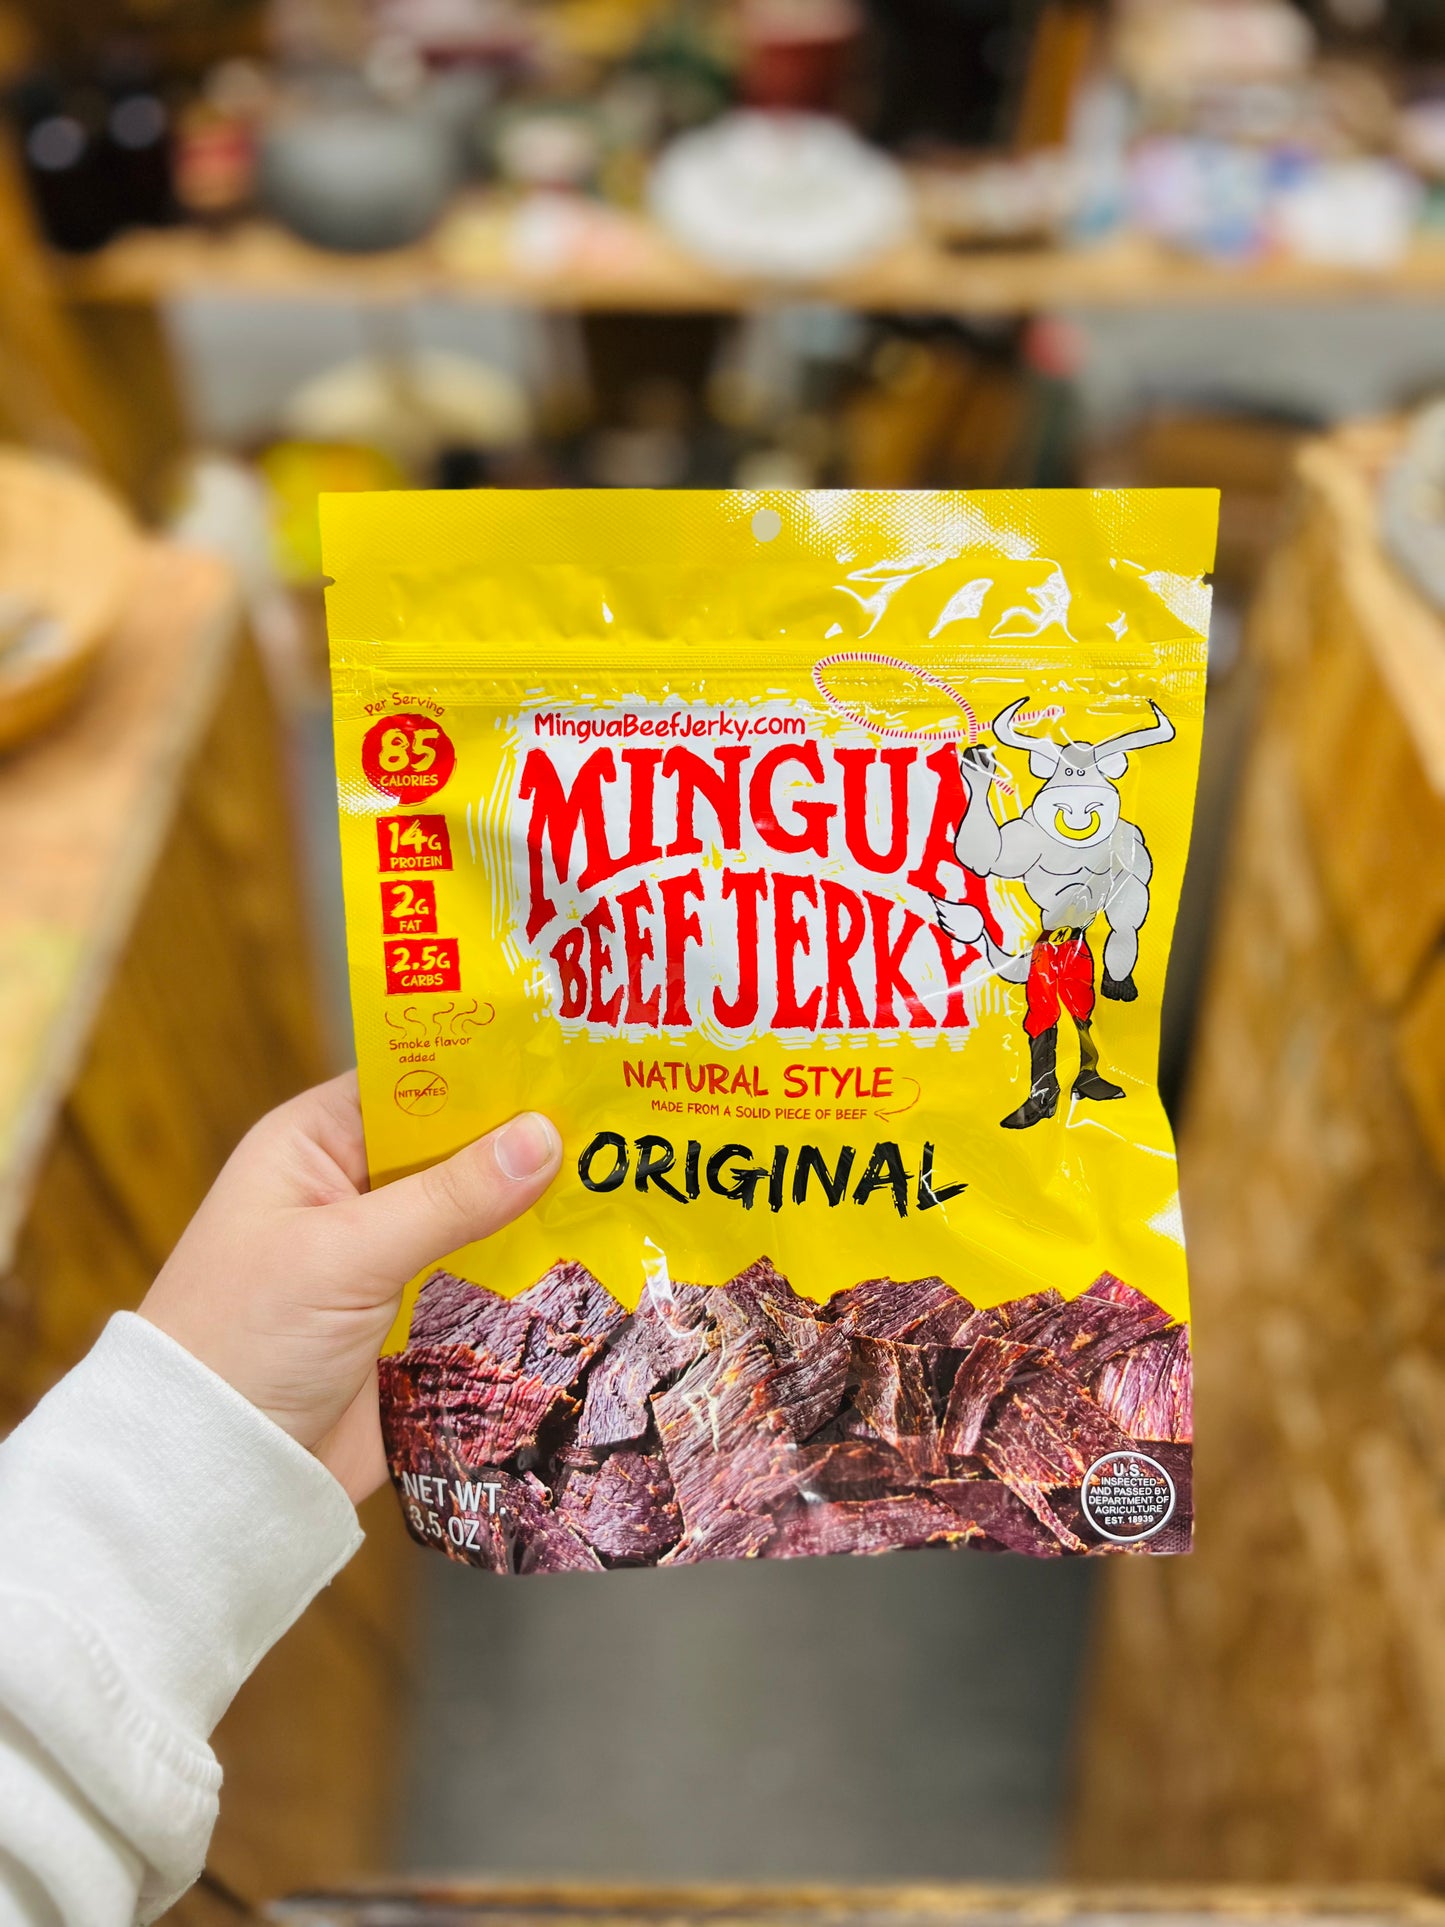 Per Serving
85
CALORIES
14G
PROTEIN
2G
FAT
2.5G
CARBS
Smoke flavor
added
NITRATES
MinguaBeefJerky.com
MINGUA
BEEF JERKY
M
NATURAL STYLE
MADE FROM A SOLID PIECE OF BEEF
ORIGINAL
NET WT.
3.5 OZ
U.S.
INSPECTED
AND PASSED BY
DEPARTMENT OF
AGRICULTURE
EST. 18939